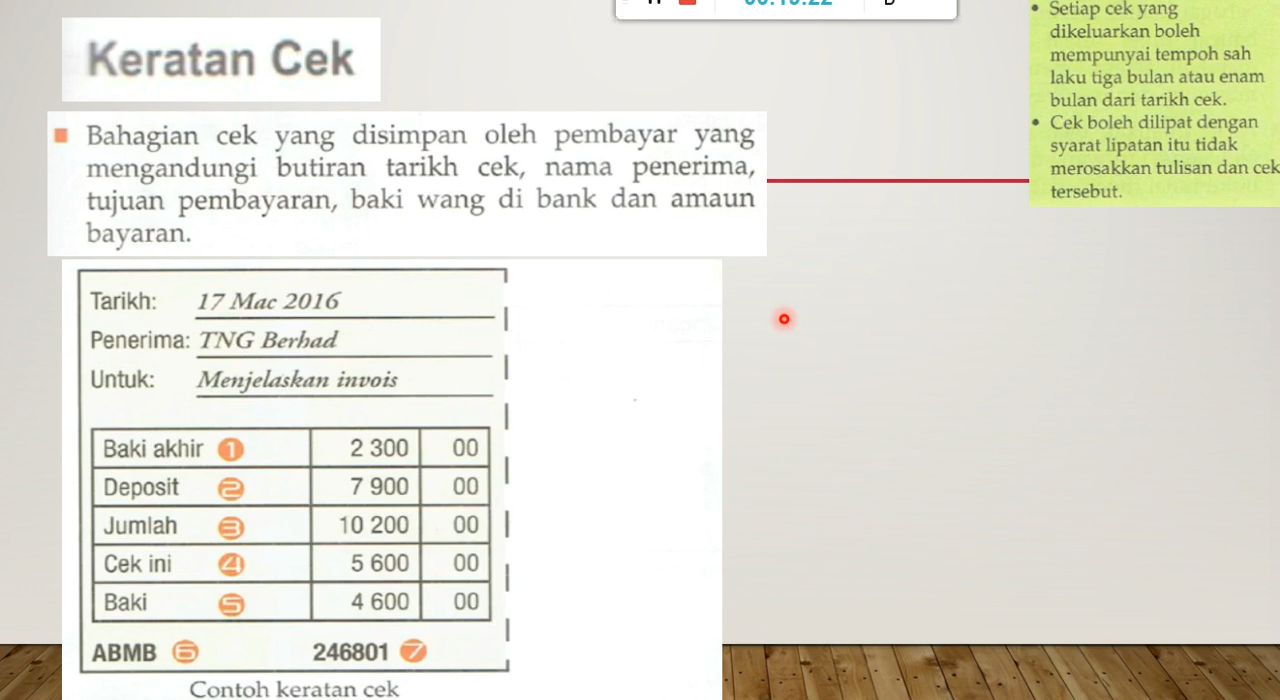 Keratan Cek
Bahagian cek yang disimpan oleh pembayar yang
mengandungi butiran tarikh cek, nama penerima,
tujuan pembayaran, baki wang di bank dan amaun
bayaran.
Tarikh: 17 Mac 2016
Penerima: TNG Berhad
Untuk: Menjelaskan invois
Baki akhir 1 2 300 00
Deposit 2 7 900 00
Jumlah 3 10 200 00
Cek ini 4 5 600 00
Baki 5 4 600 00
ABMB 6 246801 7
Contoh keratan cek
• Setiap cek yang
dikeluarkan boleh
mempunyai tempoh sah
laku tiga bulan atau enam
bulan dari tarikh cek.
• Cek boleh dilipat dengan
syarat lipatan itu tidak
merosakkan tulisan dan cek
tersebut.